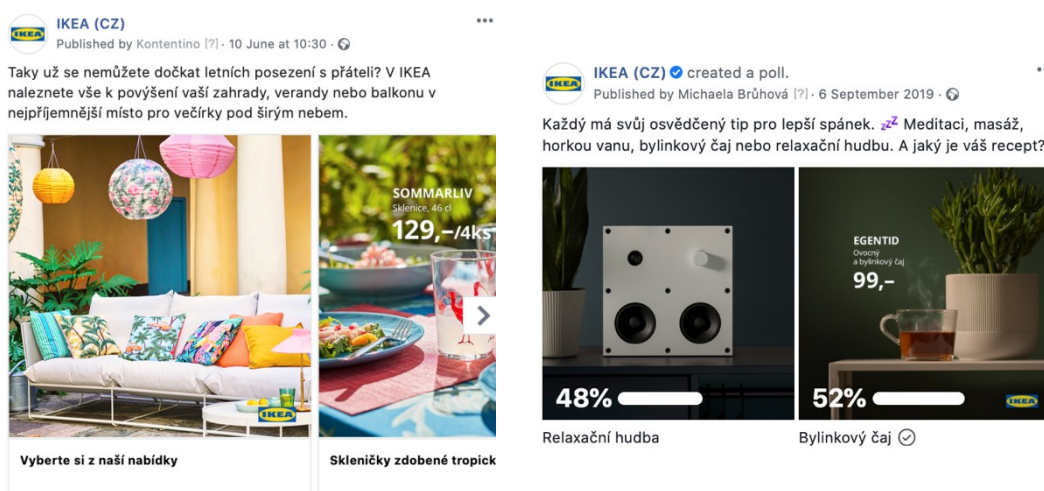 IKEA (CZ)
Published by Kontentino [?] · 10 June at 10:30 ·
Taky už se nemůžete dočkat letních posezení s přáteli? V IKEA
naleznete vše k povýšení vaší zahrady, verandy nebo balkonu v
nejpříjemnější místo pro večírky pod širým nebem.
SOMMARLIV
Sklenice, 46 cl
129,–/4ks
IKEA
Vyberte si z naší nabídky
Skleničky zdobené tropick
IKEA
IKEA (CZ) created a poll.
Published by Michaela Brůhová [?] · 6 September 2019 ·
Každý má svůj osvědčený tip pro lepší spánek. 💤 Meditaci, masáž,
horkou vanu, bylinkový čaj nebo relaxační hudbu. A jaký je váš recept?
EGENTID
Ovocný
a bylinkový čaj
99,–
48%
52%
IKEA
Relaxační hudba
Bylinkový čaj
IKEA